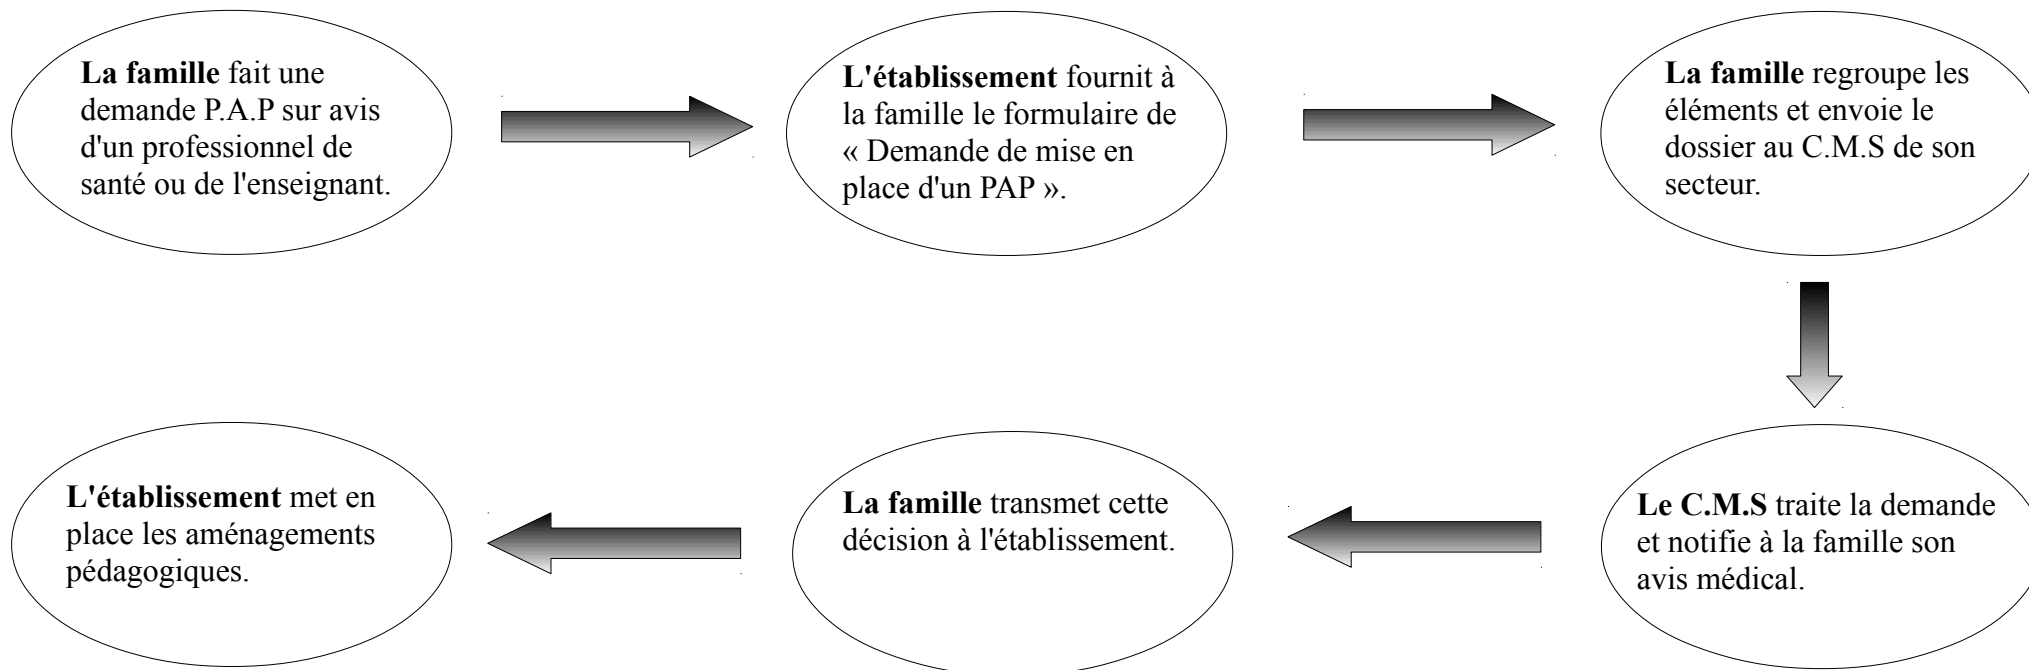 La famille fait une
demande P.A.P sur avis
d'un professionnel de
santé ou de l'enseignant.
L'établissement fournit à
la famille le formulaire de
« Demande de mise en
place d'un PAP ».
La famille regroupe les
éléments et envoie le
dossier au C.M.S de son
secteur.
Le C.M.S traite la demande
et notifie à la famille son
avis médical.
La famille transmet cette
décision à l'établissement.
L'établissement met en
place les aménagements
pédagogiques.